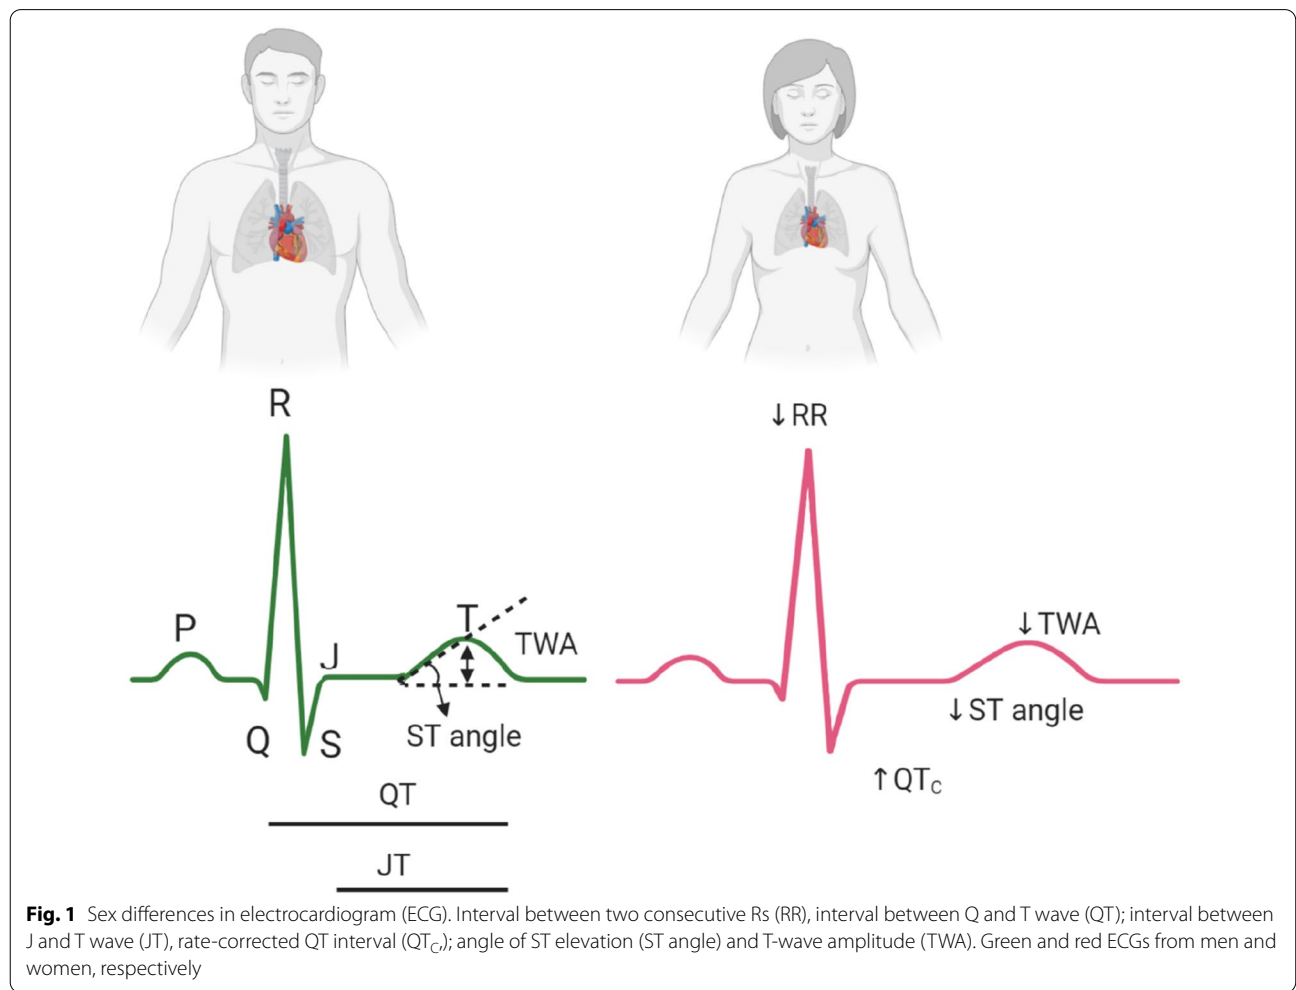 R
↓RR
P
J
T
TWA
↓TWA
Q
S
ST angle
↓ST angle
QT
↑QTC
JT
Fig. 1 Sex differences in electrocardiogram (ECG). Interval between two consecutive Rs (RR), interval between Q and T wave (QT); interval between
J and T wave (JT), rate-corrected QT interval (QTC,); angle of ST elevation (ST angle) and T-wave amplitude (TWA). Green and red ECGs from men and
women, respectively